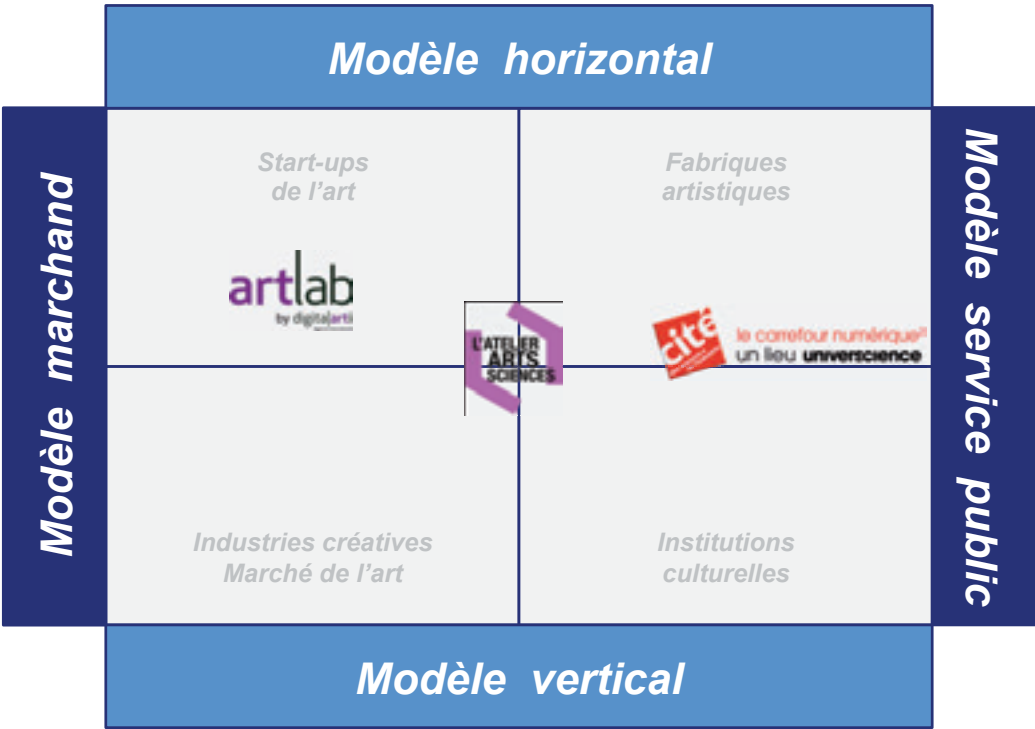 Modèle horizontal
Modèle marchand
Modèle service public
Start-ups
de l'art
Fabriques
artistiques
artlab
by digitalarti
L'ATELIER
ARTS
SCIENCES
cité
le carrefour numérique²
un lieu universcience
Industries créatives
Marché de l'art
Institutions
culturelles
Modèle vertical